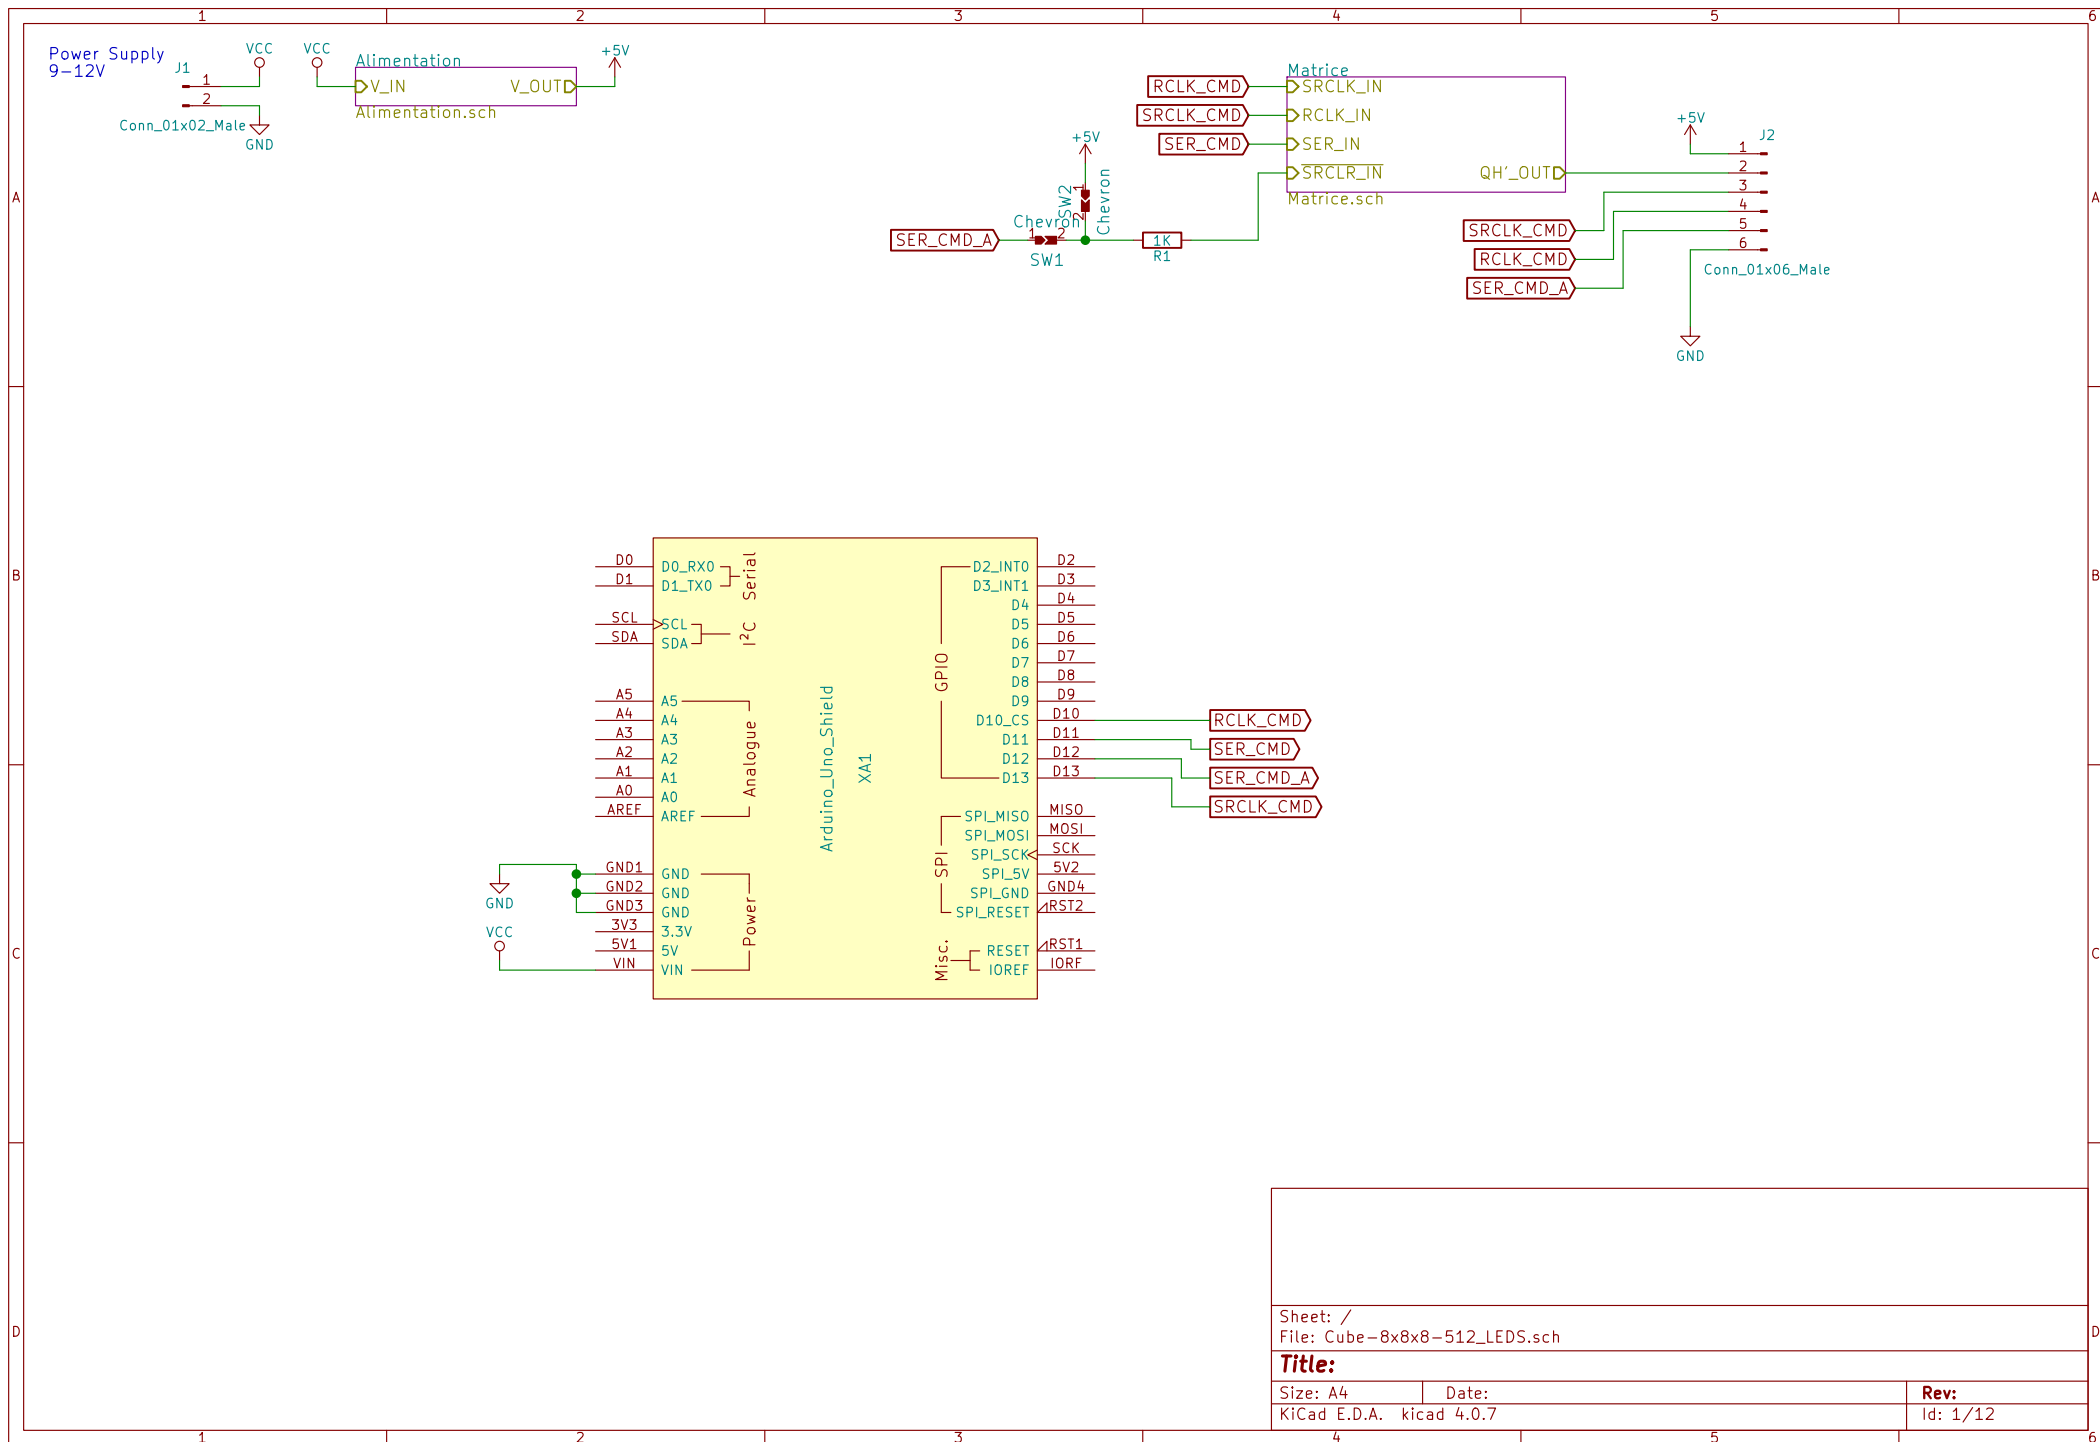 1 2 3 4 5 6
Power Supply
9-12V
J1
1
2
Conn_01x02_Male
VCC
GND
VCC
Alimentation
V_IN
V_OUT
Alimentation.sch
+5V
RCLK_CMD
SRCLK_CMD
SER_CMD
Matrice
SRCLK_IN
RCLK_IN
SER_IN
SRCLR_IN
QH'_OUT
Matrice.sch
+5V
SW2
1
2
Chevron
SER_CMD_A
Chevron
1
2
SW1
1K
R1
+5V
J2
1
2
3
4
5
6
Conn_01x06_Male
SRCLK_CMD
RCLK_CMD
SER_CMD_A
GND
A
A
B
B
C
C
D
D
D0 D0_RX0
D1 D1_TX0
Serial
SCL SCL
SDA SDA
I²C
A5 A5
A4 A4
A3 A3
A2 A2
A1 A1
A0 A0
AREF AREF
Analogue
GND1 GND
GND2 GND
GND3 GND
3V3 3.3V
5V1 5V
VIN VIN
Power
GND
VCC
Arduino_Uno_Shield
XA1
GPIO
D2_INT0 D2
D3_INT1 D3
D4 D4
D5 D5
D6 D6
D7 D7
D8 D8
D9 D9
D10_CS D10
D11 D11
D12 D12
D13 D13
RCLK_CMD
SER_CMD
SER_CMD_A
SRCLK_CMD
SPI
SPI_MISO MISO
SPI_MOSI MOSI
SPI_SCK SCK
SPI_5V 5V2
SPI_GND GND4
SPI_RESET RST2
Misc.
RESET RST1
IOREF IORF
Sheet: /
File: Cube-8x8x8-512_LEDS.sch
Title:
Size: A4 Date: Rev:
KiCad E.D.A. kicad 4.0.7 Id: 1/12
1 2 3 4 5 6